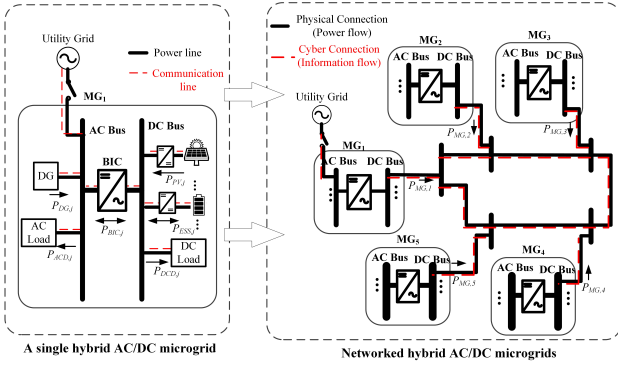 Utility Grid
Power line
Communication
line
MG1
AC Bus
DC Bus
BIC
DG
PDG,j
PPV,j
AC
Load
PBIC,j
PESS,j
PACD,j
DC
Load
PDCD,j
A single hybrid AC/DC microgrid
Physical Connection
(Power flow)
Cyber Connection
(Information flow)
MG2
AC Bus DC Bus
MG3
AC Bus DC Bus
Utility Grid
PMG,2
PMG,3
MG1
AC Bus DC Bus
PMG,1
MG5
AC Bus DC Bus
PMG,5
MG4
AC Bus DC Bus
PMG,4
Networked hybrid AC/DC microgrids